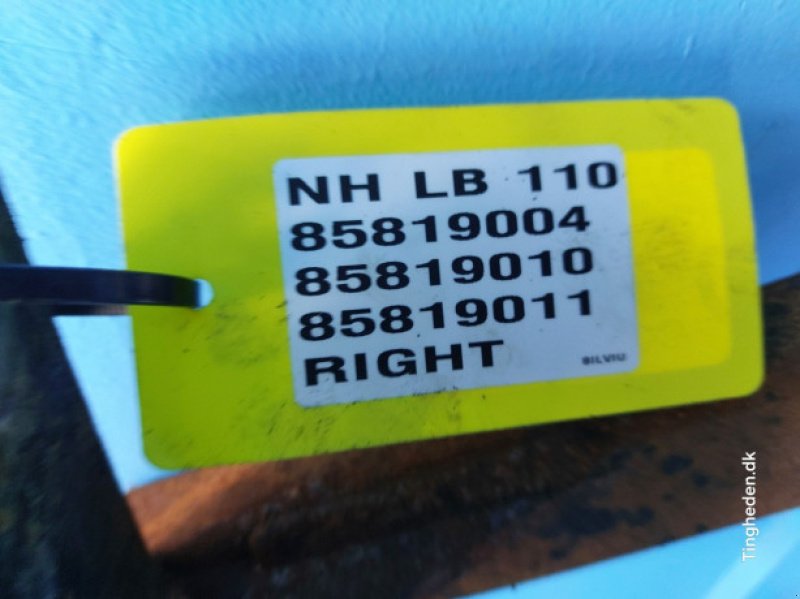 NH LB 110
85819004
85819010
85819011
RIGHT
SILVIU
Tingheden.dk